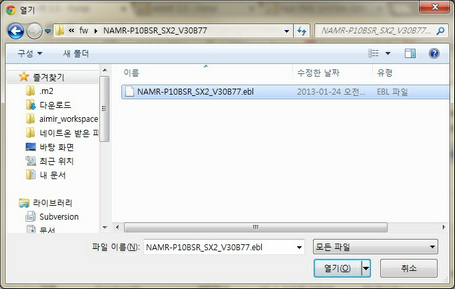 열기
« fw ▸ NAMR-P10BSR_SX2_V30B77
NAMR-P10BSR_SX2_V30B77...
구성 ▾ 새 폴더
즐겨찾기
.m2
다운로드
aimir_workspace
네이트온 받은 파
바탕 화면
최근 위치
내 문서
라이브러리
Subversion
문서
이름 수정한 날짜 유형
NAMR-P10BSR_SX2_V30B77.ebl 2013-01-24 오전... EBL 파일
파일 이름(N): NAMR-P10BSR_SX2_V30B77.ebl 모든 파일
열기(O) 취소